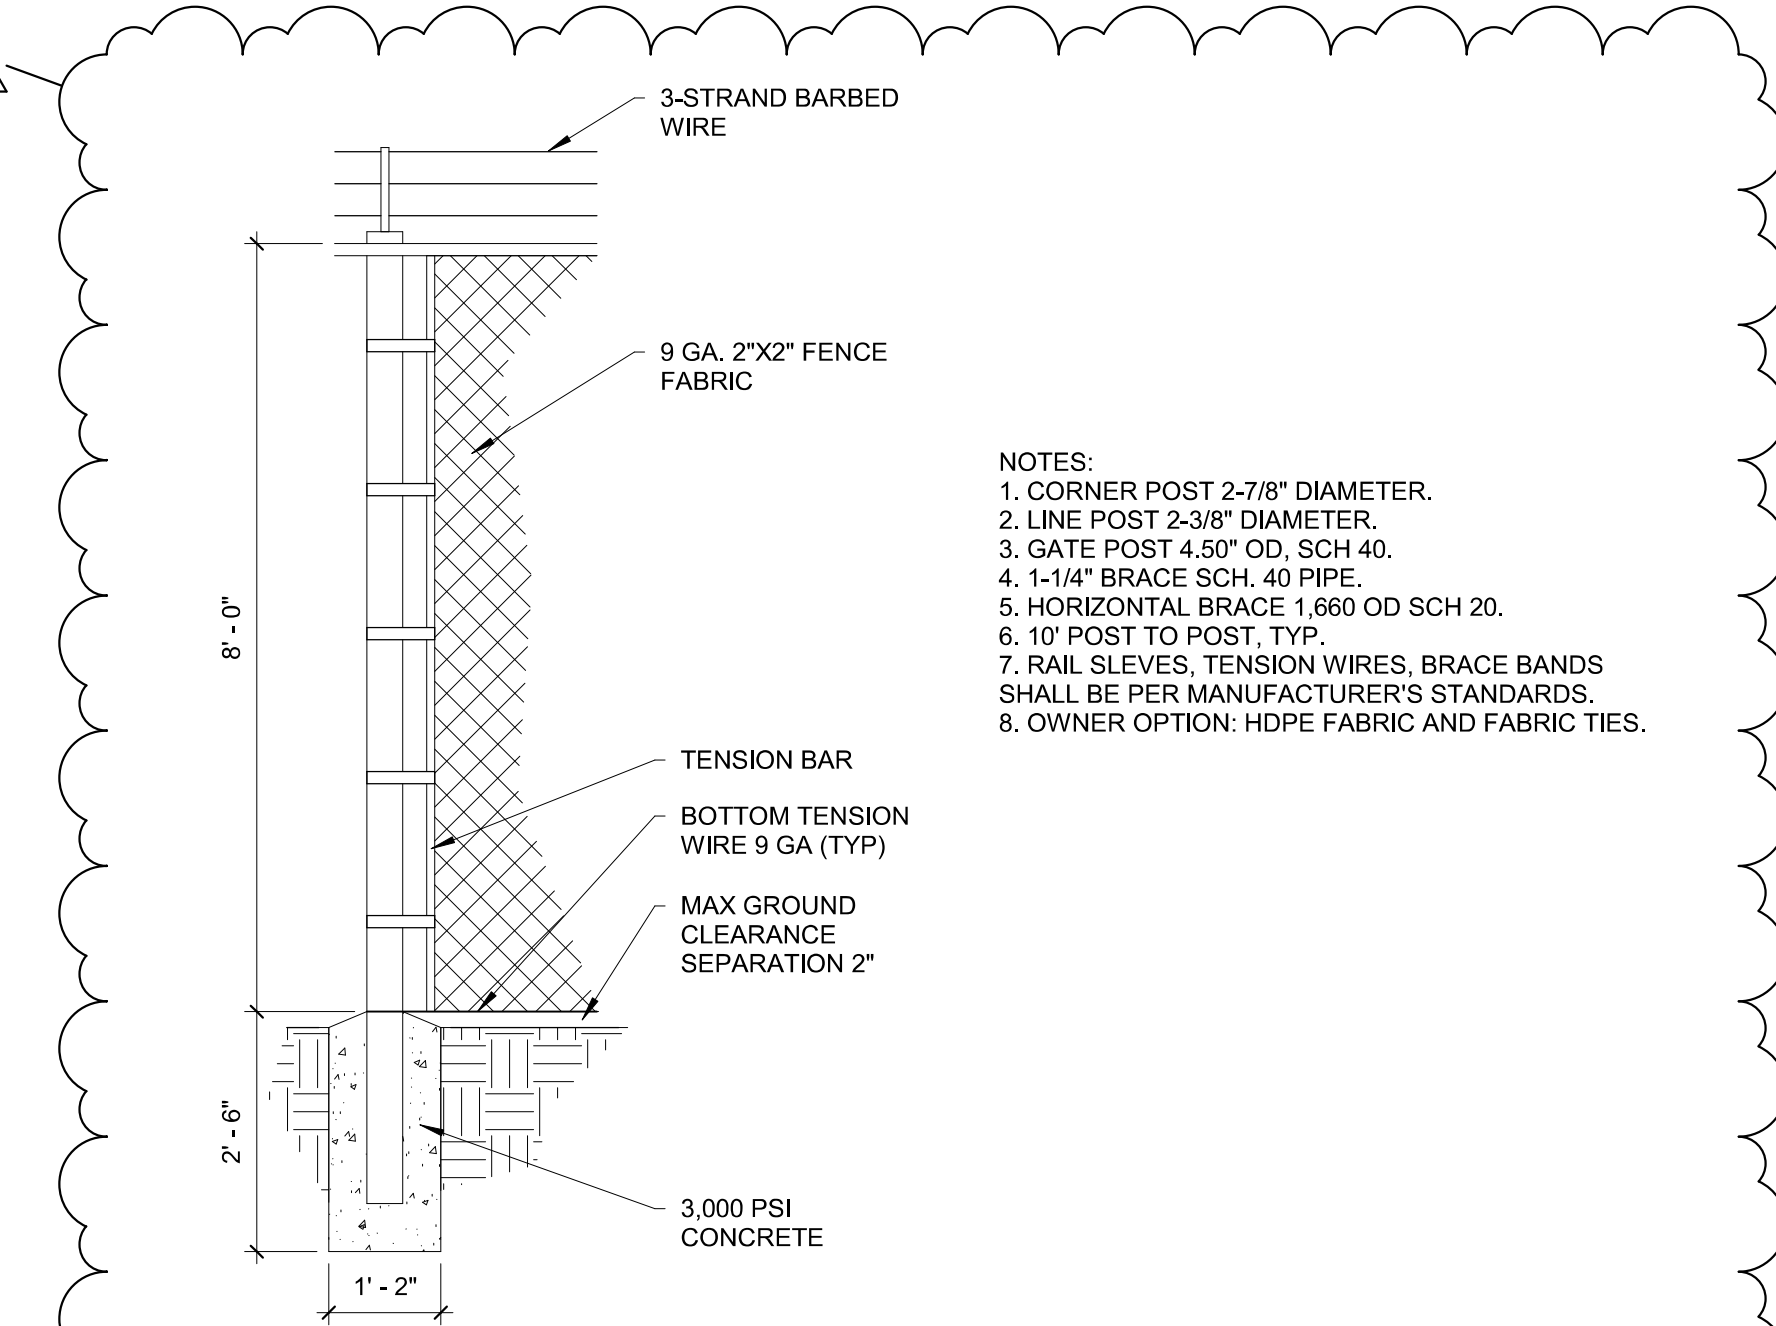 3-STRAND BARBED
WIRE
9 GA. 2"X2" FENCE
FABRIC
8' - 0"
NOTES:
1. CORNER POST 2-7/8" DIAMETER.
2. LINE POST 2-3/8" DIAMETER.
3. GATE POST 4.50" OD, SCH 40.
4. 1-1/4" BRACE SCH. 40 PIPE.
5. HORIZONTAL BRACE 1,660 OD SCH 20.
6. 10' POST TO POST, TYP.
7. RAIL SLEVES, TENSION WIRES, BRACE BANDS
SHALL BE PER MANUFACTURER'S STANDARDS.
8. OWNER OPTION: HDPE FABRIC AND FABRIC TIES.
TENSION BAR
BOTTOM TENSION
WIRE 9 GA (TYP)
MAX GROUND
CLEARANCE
SEPARATION 2"
2' - 6"
3,000 PSI
CONCRETE
1' - 2"